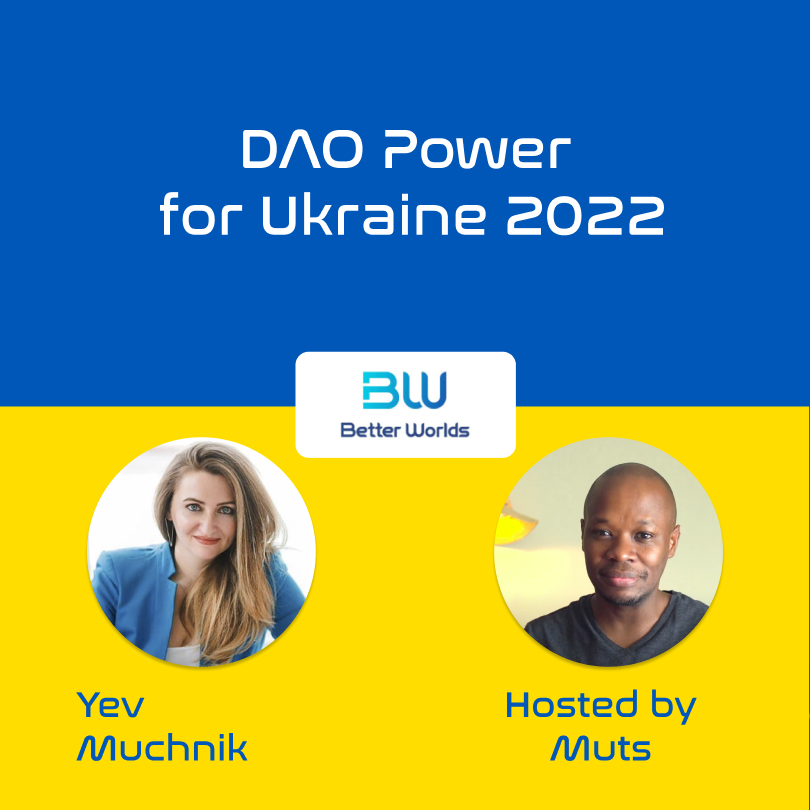 DAO Power
for Ukraine 2022
BW
Better Worlds
Yev
Muchnik
Hosted by
Muts